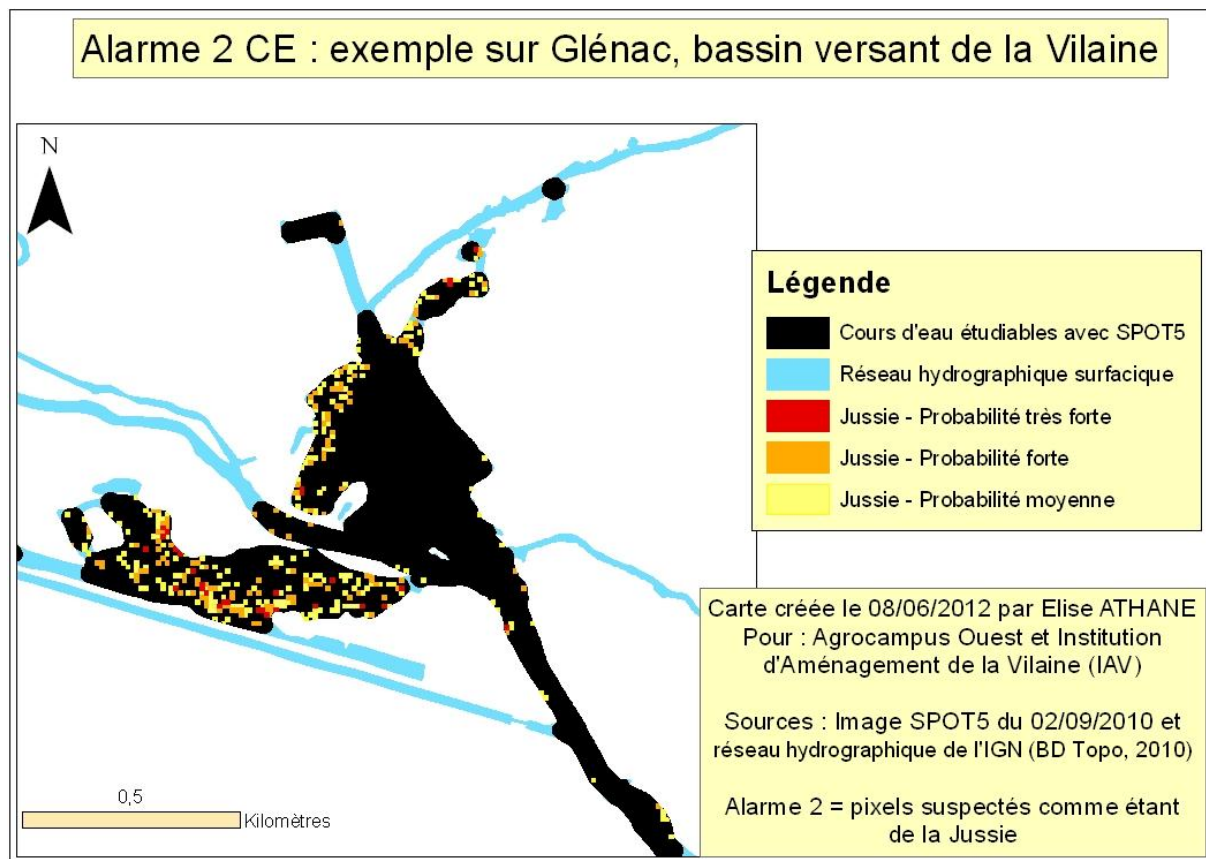 Alarme 2 CE : exemple sur Glénac, bassin versant de la Vilaine
N
Légende
Cours d'eau étudiables avec SPOT5
Réseau hydrographique surfacique
Jussie - Probabilité très forte
Jussie - Probabilité forte
Jussie - Probabilité moyenne
Carte créée le 08/06/2012 par Elise ATHANE
Pour : Agrocampus Ouest et Institution
d'Aménagement de la Vilaine (IAV)
Sources : Image SPOT5 du 02/09/2010 et
réseau hydrographique de l'IGN (BD Topo, 2010)
Alarme 2 = pixels suspectés comme étant
de la Jussie
0,5
Kilomètres